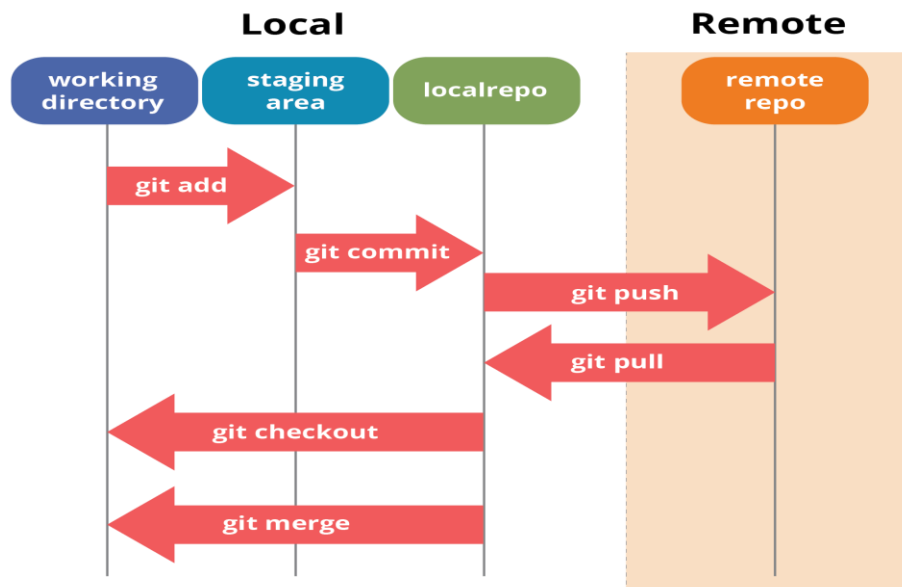 Local
Remote
working
directory
staging
area
localrepo
remote
repo
git add
git commit
git push
git pull
git checkout
git merge